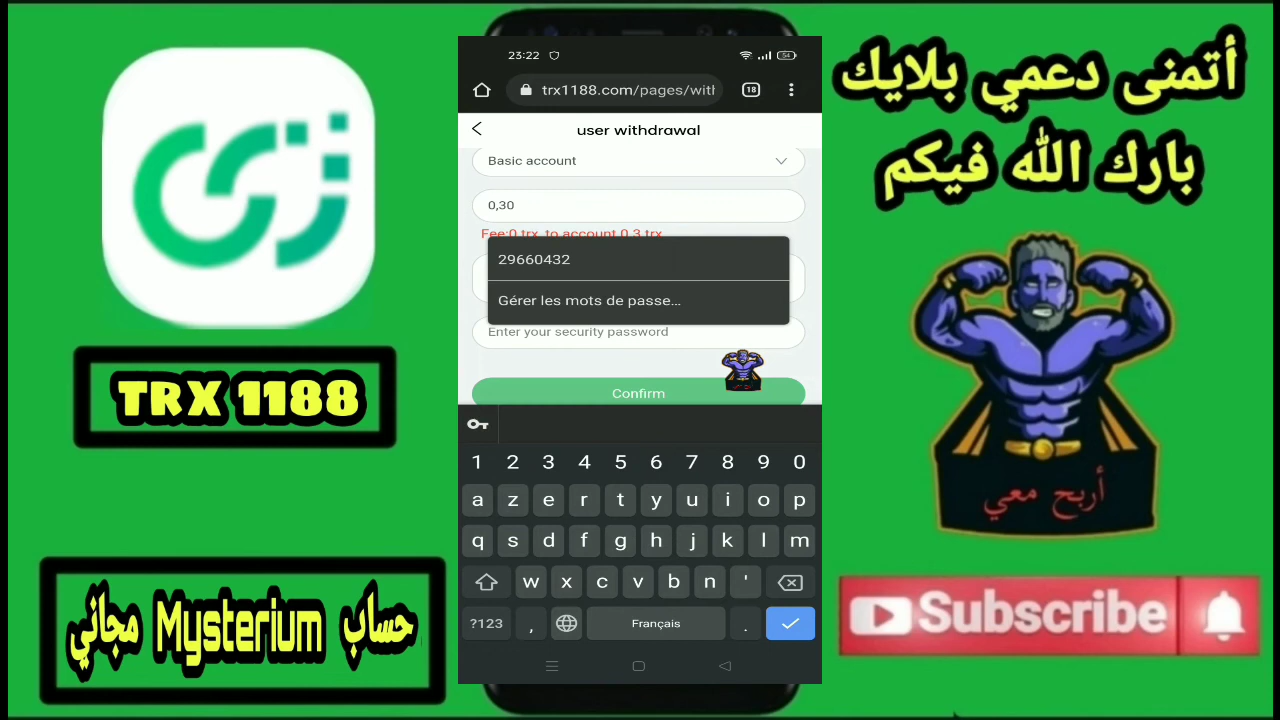 أتمنى دعمي بلايك
بارك الله فيكم
TRX 1188
حساب Mysterium مجاني
أربح معي
Subscribe
23:22
54
trx1188.com/pages/with
18
user withdrawal
Basic account
0,30
Fee:0 trx, to account 0.3 trx
29660432
Gérer les mots de passe...
Enter your security password
Confirm
1 2 3 4 5 6 7 8 9 0
a z e r t y u i o p
q s d f g h j k l m
w x c v b n '
?123 , Français .